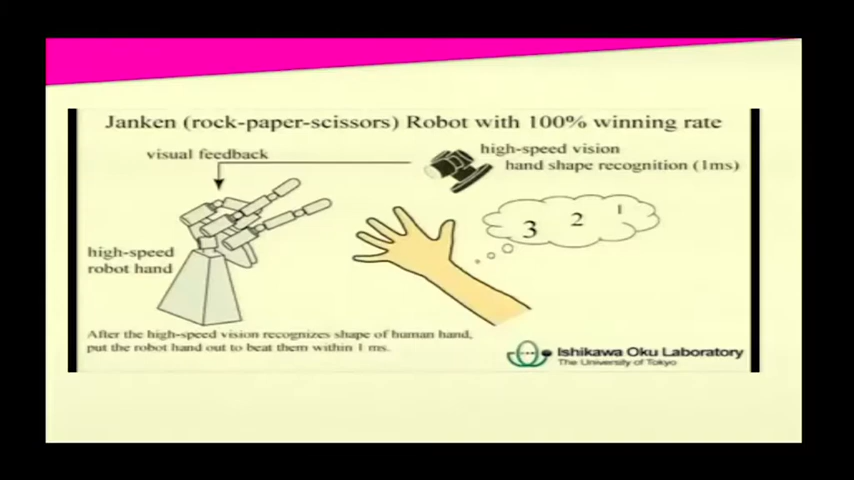 Janken (rock-paper-scissors) Robot with 100% winning rate
visual feedback
high-speed vision
hand shape recognition (1ms)
3 2 1
high-speed
robot hand
After the high-speed vision recognizes shape of human hand,
put the robot hand out to beat them within 1 ms.
Ishikawa Oku Laboratory
The University of Tokyo